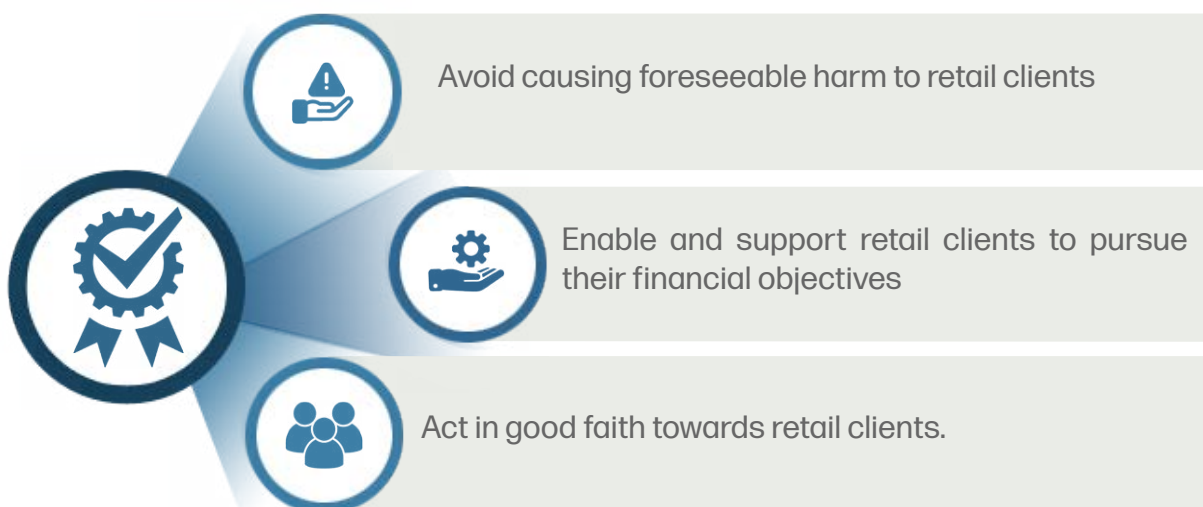 Avoid causing foreseeable harm to retail clients
Enable and support retail clients to pursue
their financial objectives
Act in good faith towards retail clients.